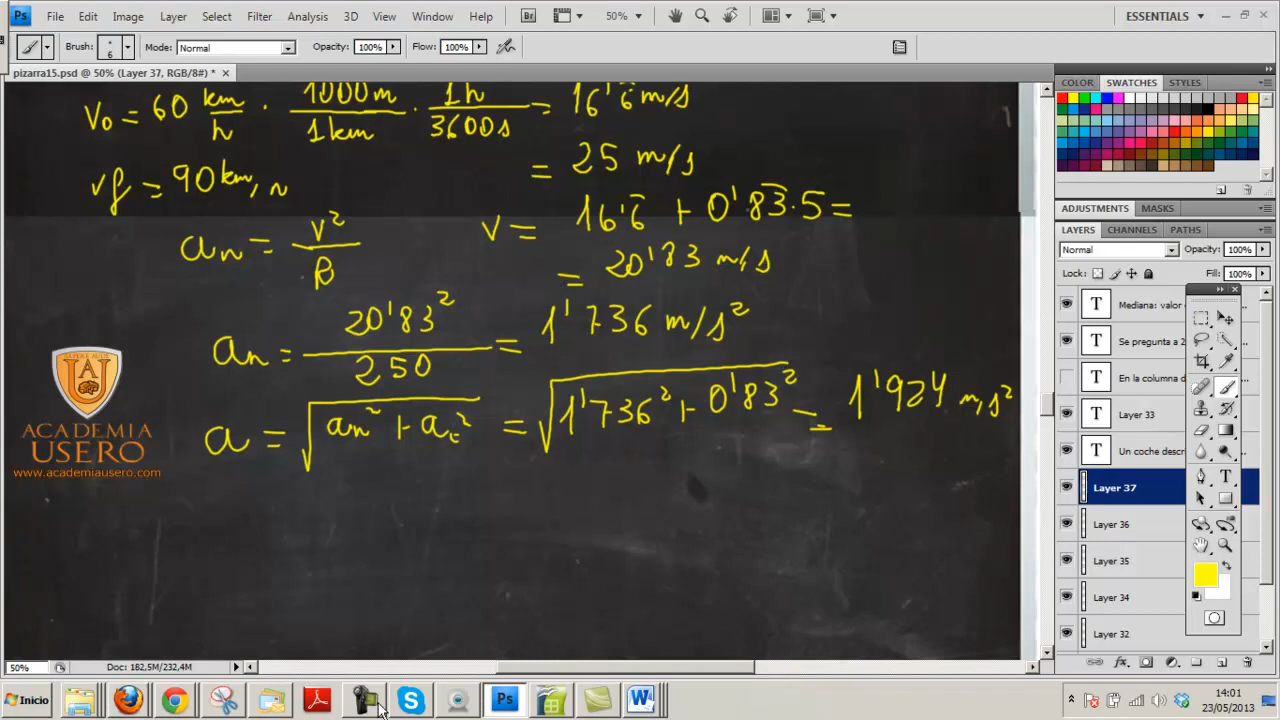 Ps File Edit Image Layer Select Filter Analysis 3D View Window Help Br 50% ESSENTIALS
Brush: 6 Mode: Normal Opacity: 100% Flow: 100%
pizarra15.psd @ 50% (Layer 37, RGB/8#) * x
COLOR SWATCHES STYLES
v0 = 60 km/h · 1000m/1km · 1h/3600s = 16'6 m/s
vf = 90 km/h = 25 m/s
v = 16'6 + 0'83·5 =
an = v²/R
= 20'83 m/s
an = 20'83²/250 = 1'736 m/s²
a = √an² + at² = √1'736² + 0'83² = 1'924 m/s²
UA
ACADEMIA
USERO
www.academiausero.com
ADJUSTMENTS MASKS
LAYERS CHANNELS PATHS
Normal Opacity: 100%
Lock: Fill: 100%
T Mediana: valor
T Se pregunta a 2
T En la columna d
T Layer 33
T Un coche descr
Layer 37
Layer 36
Layer 35
Layer 34
Layer 32
50% Doc: 182,5M/232,4M
Inicio
14:01
23/05/2013